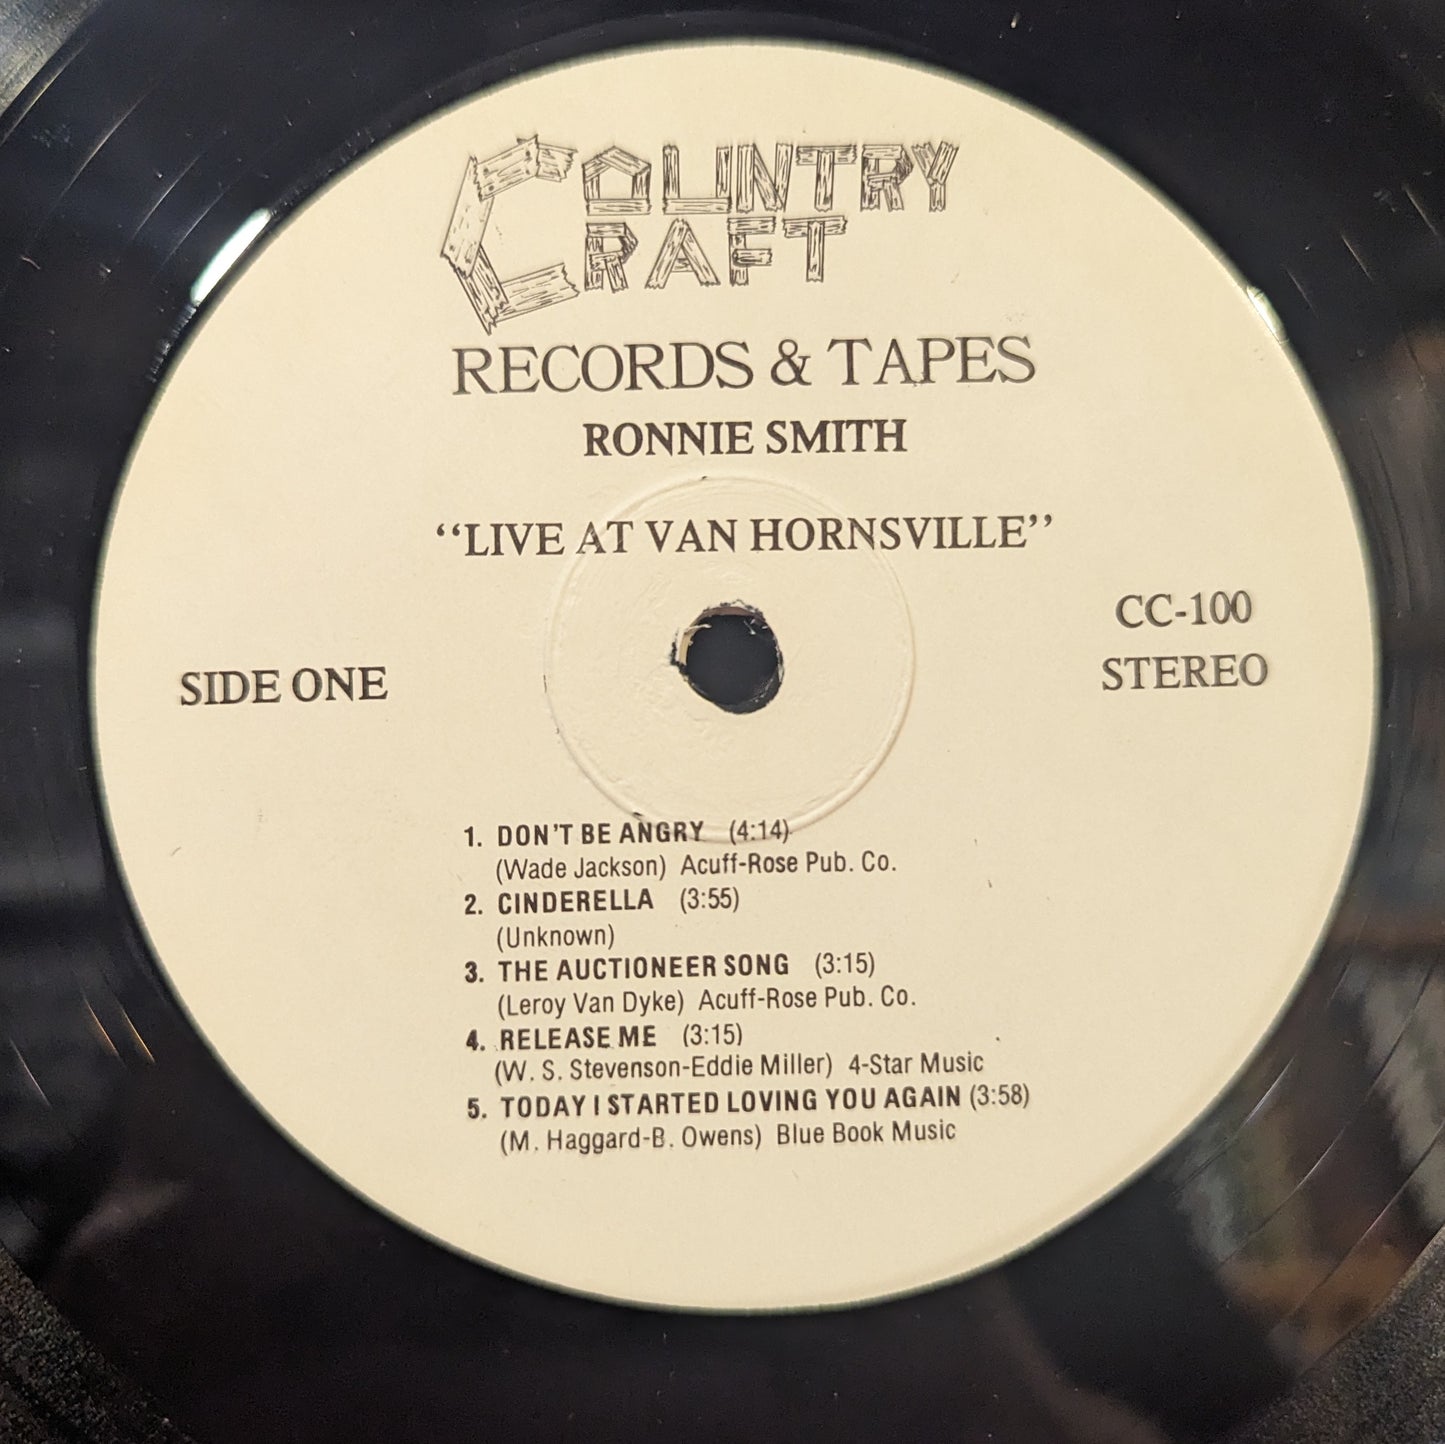 COUNTRY
CRAFT
RECORDS & TAPES
RONNIE SMITH
“LIVE AT VAN HORNSVILLE”
CC-100
STEREO
SIDE ONE
1. DON'T BE ANGRY (4:14)
(Wade Jackson) Acuff-Rose Pub. Co.
2. CINDERELLA (3:55)
(Unknown)
3. THE AUCTIONEER SONG (3:15)
(Leroy Van Dyke) Acuff-Rose Pub. Co.
4. RELEASE ME (3:15)
(W. S. Stevenson-Eddie Miller) 4-Star Music
5. TODAY I STARTED LOVING YOU AGAIN (3:58)
(M. Haggard-B. Owens) Blue Book Music